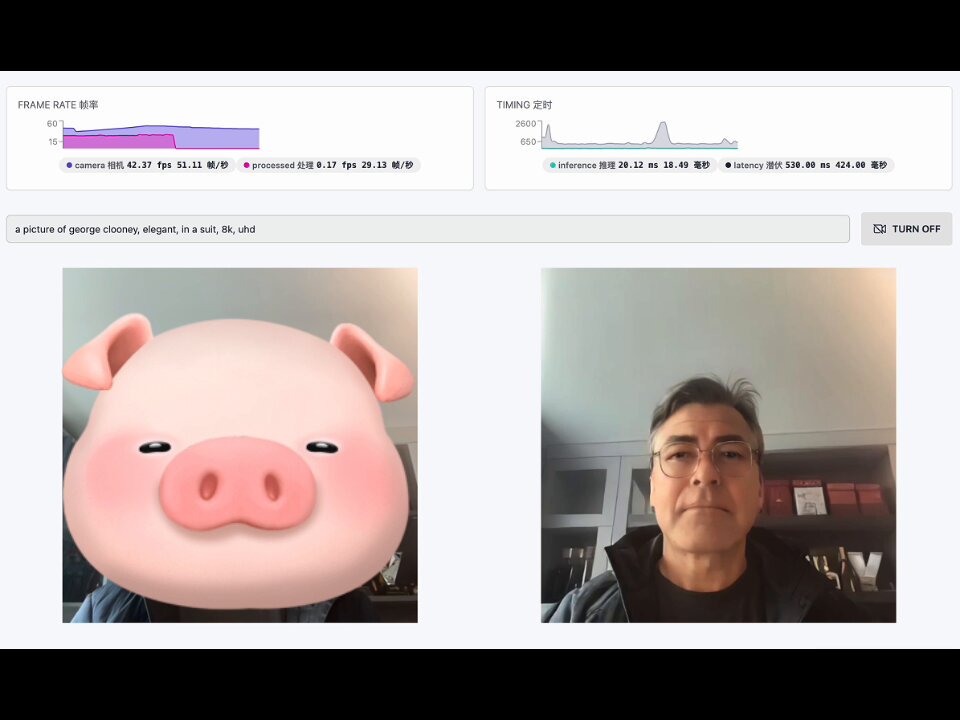 FRAME RATE 帧率
60
15
camera 相机 42.37 fps 51.11 帧/秒
processed 处理 0.17 fps 29.13 帧/秒
TIMING 定时
2600
650
inference 推理 20.12 ms 18.49 毫秒
latency 潜伏 530.00 ms 424.00 毫秒
a picture of george clooney, elegant, in a suit, 8k, uhd
TURN OFF